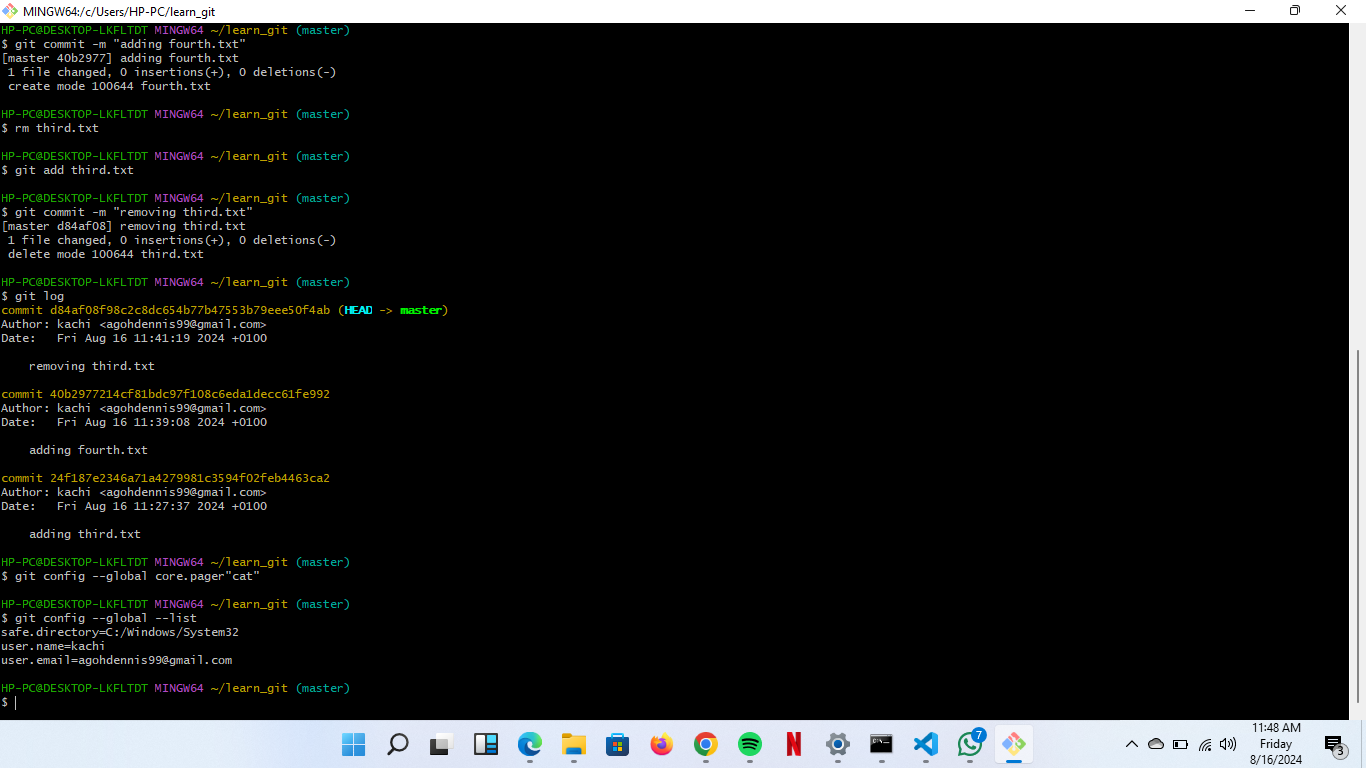 MINGW64:/c/Users/HP-PC/learn_git
HP-PC@DESKTOP-LKFLTDT MINGW64 ~/learn_git (master)
$ git commit -m "adding fourth.txt"
[master 40b2977] adding fourth.txt
 1 file changed, 0 insertions(+), 0 deletions(-)
 create mode 100644 fourth.txt
HP-PC@DESKTOP-LKFLTDT MINGW64 ~/learn_git (master)
$ rm third.txt
HP-PC@DESKTOP-LKFLTDT MINGW64 ~/learn_git (master)
$ git add third.txt
HP-PC@DESKTOP-LKFLTDT MINGW64 ~/learn_git (master)
$ git commit -m "removing third.txt"
[master d84af08] removing third.txt
 1 file changed, 0 insertions(+), 0 deletions(-)
 delete mode 100644 third.txt
HP-PC@DESKTOP-LKFLTDT MINGW64 ~/learn_git (master)
$ git log
commit d84af08f98c2c8dc654b77b47553b79eee50f4ab (HEAD -> master)
Author: kachi <agohdennis99@gmail.com>
Date:   Fri Aug 16 11:41:19 2024 +0100
    removing third.txt
commit 40b2977214cf81bdc97f108c6eda1decc61fe992
Author: kachi <agohdennis99@gmail.com>
Date:   Fri Aug 16 11:39:08 2024 +0100
    adding fourth.txt
commit 24f187e2346a71a4279981c3594f02feb4463ca2
Author: kachi <agohdennis99@gmail.com>
Date:   Fri Aug 16 11:27:37 2024 +0100
    adding third.txt
HP-PC@DESKTOP-LKFLTDT MINGW64 ~/learn_git (master)
$ git config --global core.pager"cat"
HP-PC@DESKTOP-LKFLTDT MINGW64 ~/learn_git (master)
$ git config --global --list
safe.directory=C:/Windows/System32
user.name=kachi
user.email=agohdennis99@gmail.com
HP-PC@DESKTOP-LKFLTDT MINGW64 ~/learn_git (master)
$
7
11:48 AM
Friday
8/16/2024
3